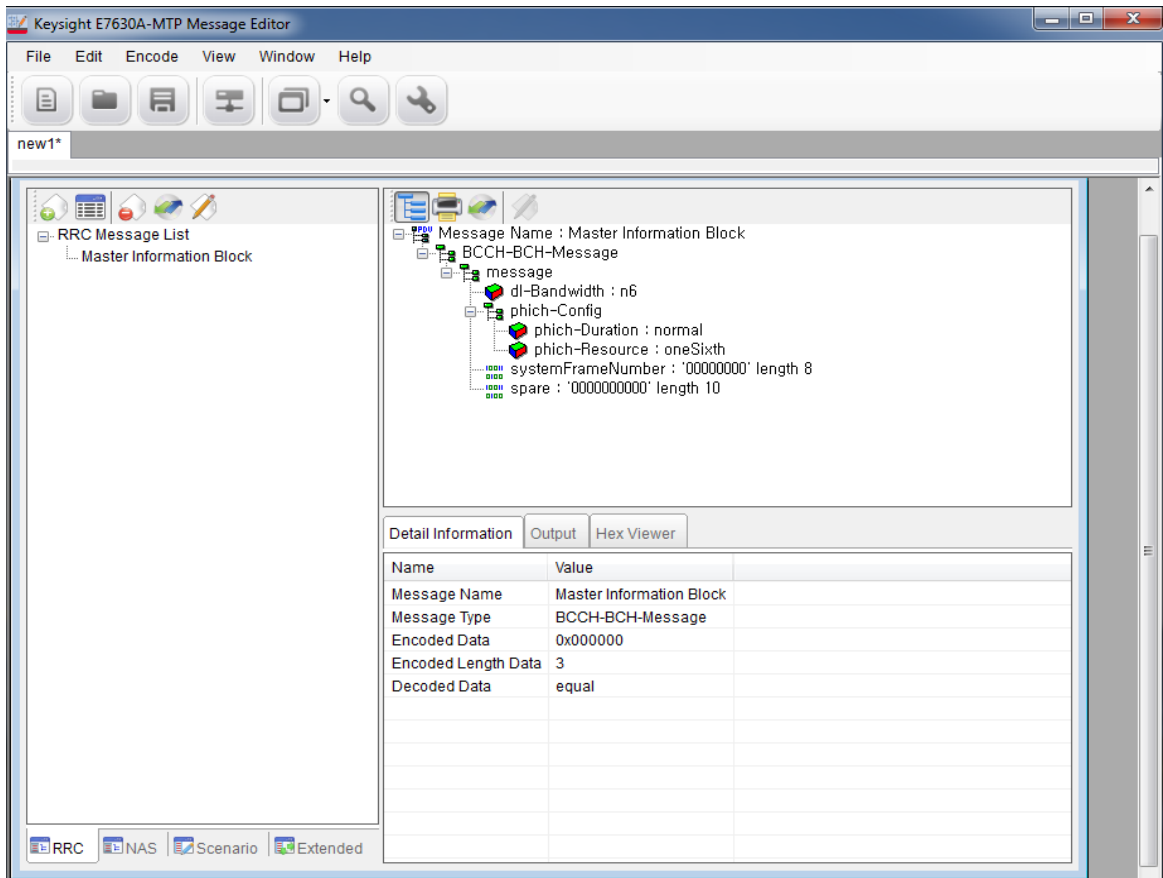 Keysight E7630A-MTP Message Editor
File Edit Encode View Window Help
new1*
RRC Message List
Master Information Block
Message Name : Master Information Block
BCCH-BCH-Message
message
dl-Bandwidth : n6
phich-Config
phich-Duration : normal
phich-Resource : oneSixth
systemFrameNumber : '00000000' length 8
spare : '0000000000' length 10
Detail Information Output Hex Viewer
Name Value
Message Name Master Information Block
Message Type BCCH-BCH-Message
Encoded Data 0x000000
Encoded Length Data 3
Decoded Data equal
RRC NAS Scenario Extended